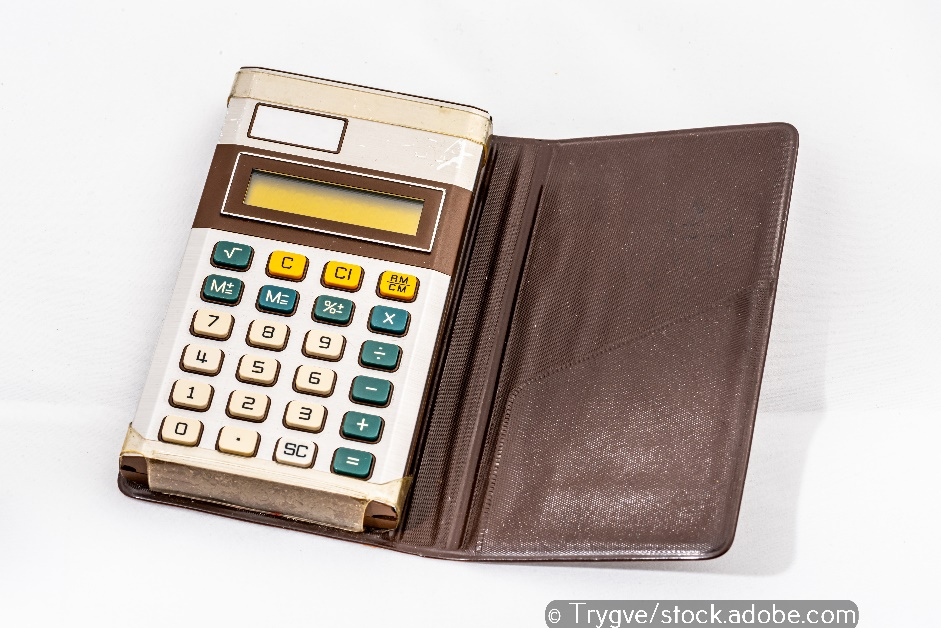 √ C CI RM
CM
M± M= %± x
7 8 9 ÷
4 5 6 −
1 2 3 +
0 . SC =
© Trygve/stock.adobe.com